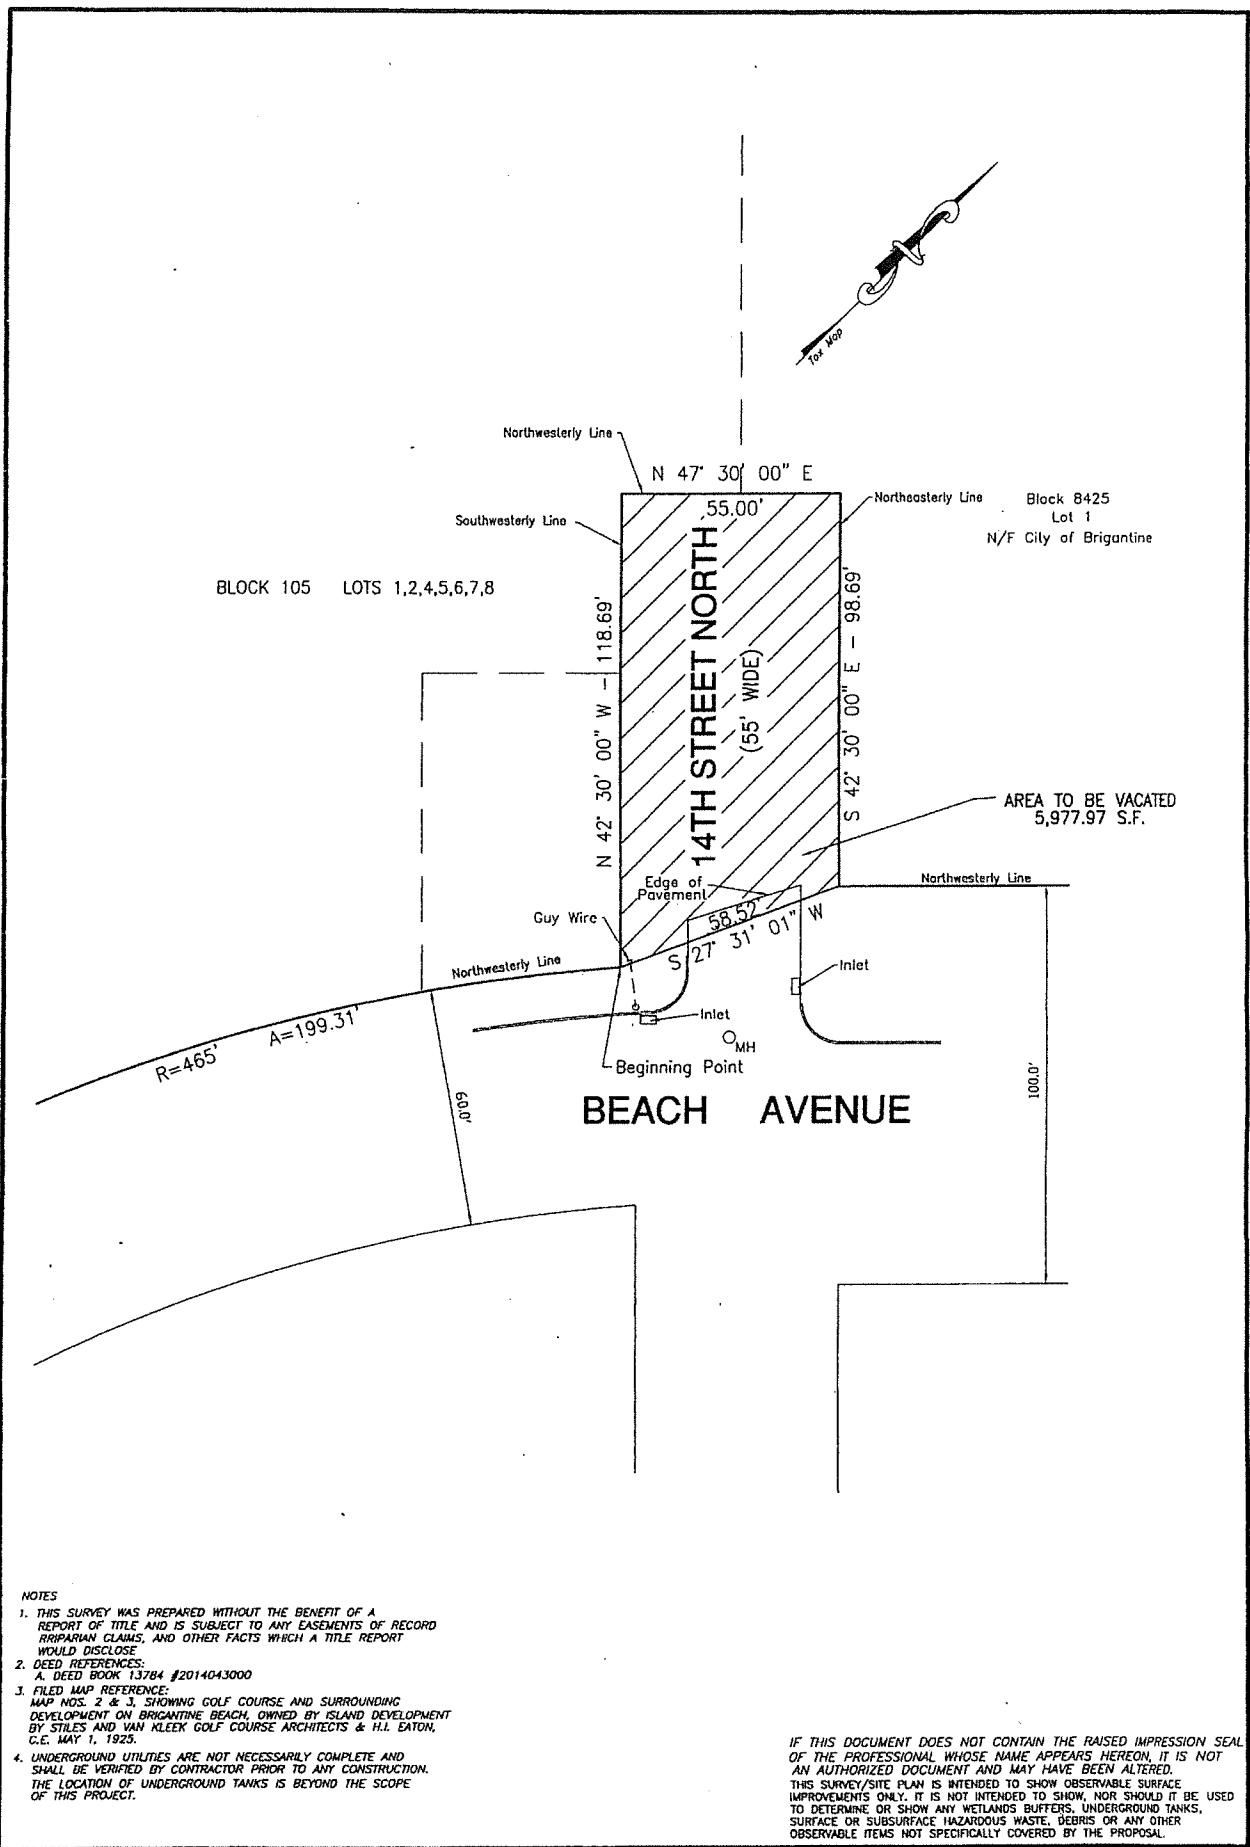 Tax Map
Northwesterly Line
N 47° 30' 00" E
55.00'
Northeasterly Line
Block 8425
Lot 1
N/F City of Brigantine
Southwesterly Line
BLOCK 105 LOTS 1,2,4,5,6,7,8
N 42° 30' 00" W - 118.69'
14TH STREET NORTH
(55' WIDE)
S 42° 30' 00" E - 98.69'
AREA TO BE VACATED
5,977.97 S.F.
Edge of
Pavement
Northwesterly Line
Guy Wire
58.52'
S 27° 31' 01" W
Northwesterly Line
Inlet
R=465' A=199.31'
Inlet
MH
Beginning Point
60.0'
100.0'
BEACH AVENUE
NOTES
1. THIS SURVEY WAS PREPARED WITHOUT THE BENEFIT OF A
REPORT OF TITLE AND IS SUBJECT TO ANY EASEMENTS OF RECORD
RRIPARIAN CLAIMS, AND OTHER FACTS WHICH A TITLE REPORT
WOULD DISCLOSE
2. DEED REFERENCES:
A. DEED BOOK 13784 #2014043000
3. FILED MAP REFERENCE:
MAP NOS. 2 & 3, SHOWING GOLF COURSE AND SURROUNDING
DEVELOPMENT ON BRIGANTINE BEACH, OWNED BY ISLAND DEVELOPMENT
BY STILES AND VAN KLEEK GOLF COURSE ARCHITECTS & H.I. EATON,
C.E. MAY 1, 1925.
4. UNDERGROUND UTILITIES ARE NOT NECESSARILY COMPLETE AND
SHALL BE VERIFIED BY CONTRACTOR PRIOR TO ANY CONSTRUCTION.
THE LOCATION OF UNDERGROUND TANKS IS BEYOND THE SCOPE
OF THIS PROJECT.
IF THIS DOCUMENT DOES NOT CONTAIN THE RAISED IMPRESSION SEAL
OF THE PROFESSIONAL WHOSE NAME APPEARS HEREON, IT IS NOT
AN AUTHORIZED DOCUMENT AND MAY HAVE BEEN ALTERED.
THIS SURVEY/SITE PLAN IS INTENDED TO SHOW OBSERVABLE SURFACE
IMPROVEMENTS ONLY. IT IS NOT INTENDED TO SHOW, NOR SHOULD IT BE USED
TO DETERMINE OR SHOW ANY WETLANDS BUFFERS, UNDERGROUND TANKS,
SURFACE OR SUBSURFACE HAZARDOUS WASTE, DEBRIS OR ANY OTHER
OBSERVABLE ITEMS NOT SPECIFICALLY COVERED BY THE PROPOSAL.